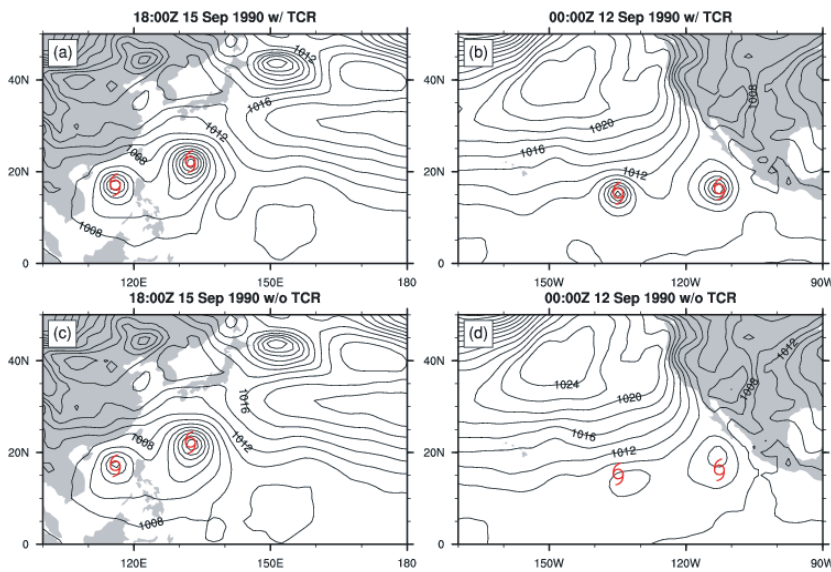 18:00Z 15 Sep 1990 w/ TCR
00:00Z 12 Sep 1990 w/ TCR
(a)
1012
1016
1012
1008
1008
40N
20N
0
120E
150E
180
(b)
1008
1020
1016
1012
40N
20N
0
150W
120W
90W
18:00Z 15 Sep 1990 w/o TCR
00:00Z 12 Sep 1990 w/o TCR
(c)
1016
1008
1012
1008
40N
20N
0
120E
150E
180
(d)
1012
1024
1008
1020
1016
1012
40N
20N
0
150W
120W
90W